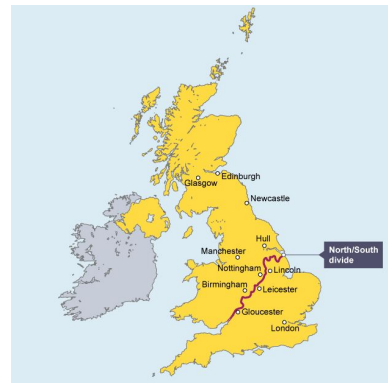 Edinburgh
Glasgow
Newcastle
Hull
North/South
divide
Manchester
Nottingham
Lincoln
Birmingham
Leicester
Gloucester
London